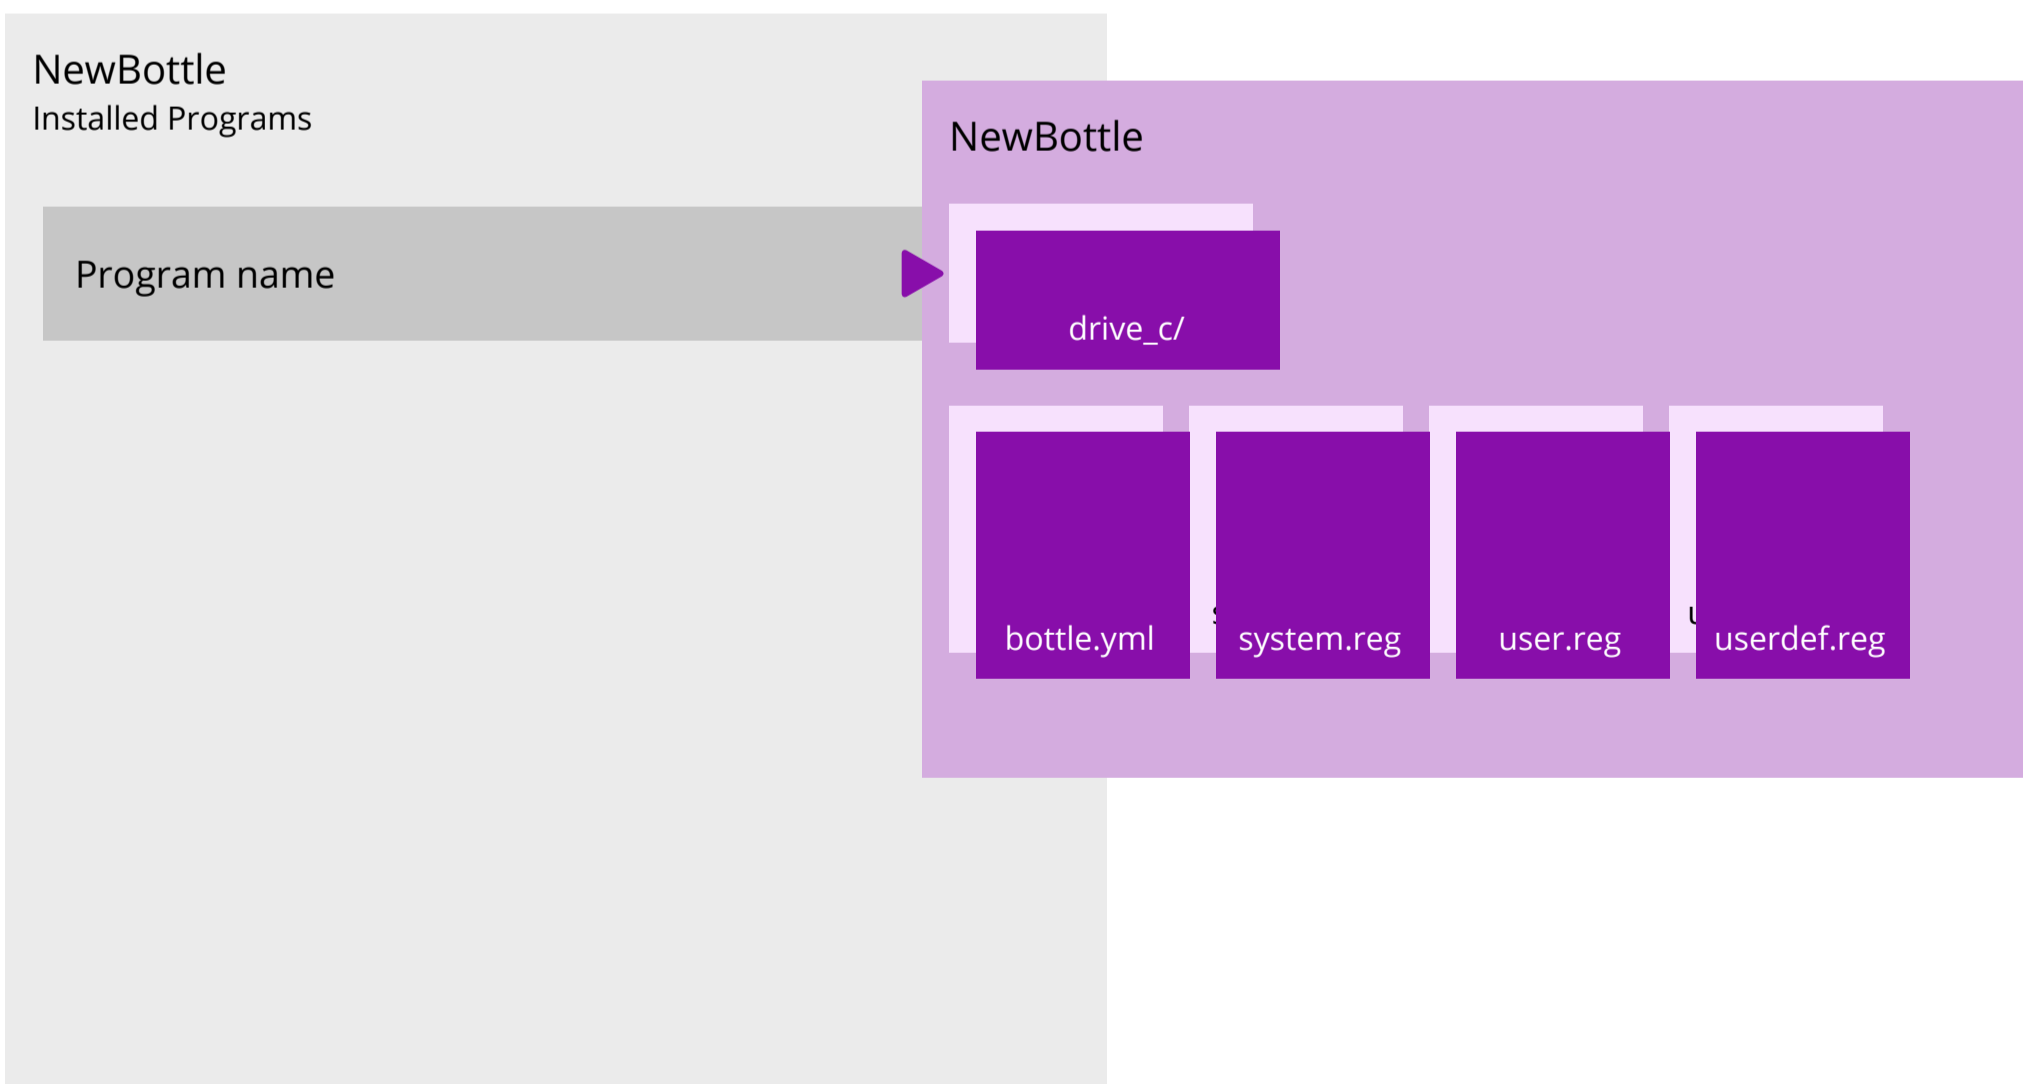 NewBottle
Installed Programs
Program name
NewBottle
drive_c/
bottle.yml
system.reg
user.reg
userdef.reg